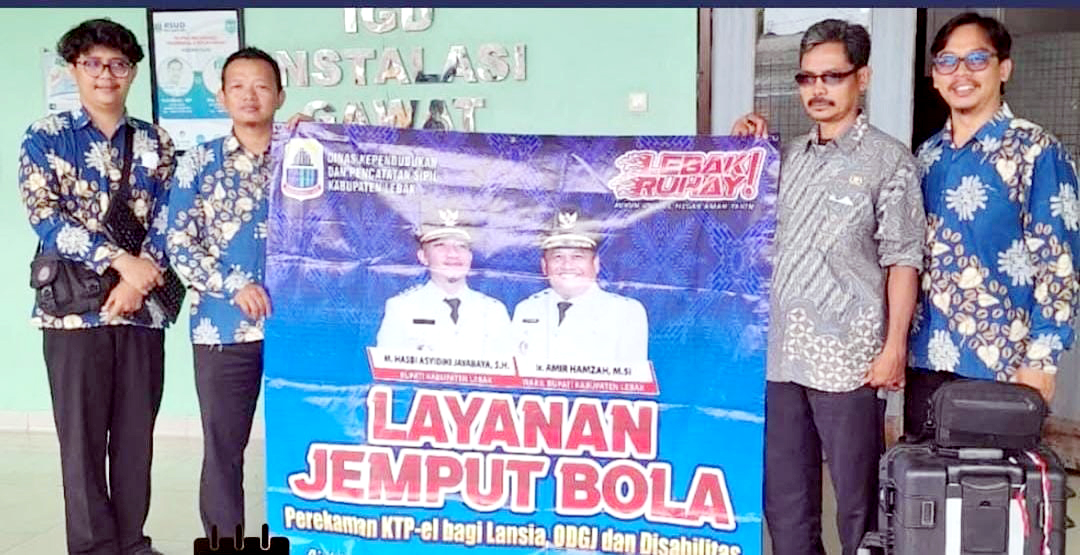 IGD
INSTALASI
GAWAT
RSUD
DINAS KEPENDUDUKAN
DAN PENCATATAN SIPIL
KABUPATEN LEBAK
LEBAK
RUHAY!
M. HASBI ASYIDIKI JAYABAYA, S.H.
BUPATI KABUPATEN LEBAK
Ir. AMIR HAMZAH, M.SI
WAKIL BUPATI KABUPATEN LEBAK
LAYANAN
JEMPUT BOLA
Perekaman KTP-el bagi Lansia, ODGJ dan Disabilitas